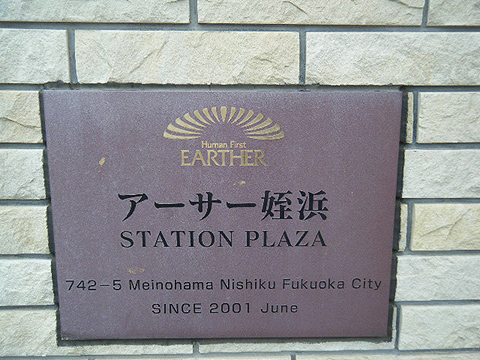 Human First
EARTHER
アーサー姪浜
STATION PLAZA
742-5 Meinohama Nishiku Fukuoka City
SINCE 2001 June